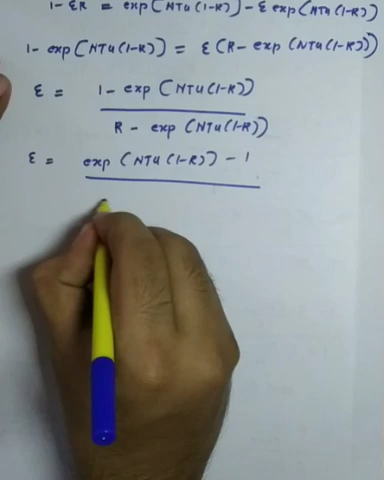 1 - ƐR = exp(NTu(1-R)) - Ɛ exp(NTu(1-R))
1 - exp(NTu(1-R)) = Ɛ(R - exp(NTu(1-R)))
Ɛ = 1 - exp(NTu(1-R))
R - exp(NTu(1-R))
Ɛ = exp(NTu(1-R)) - 1